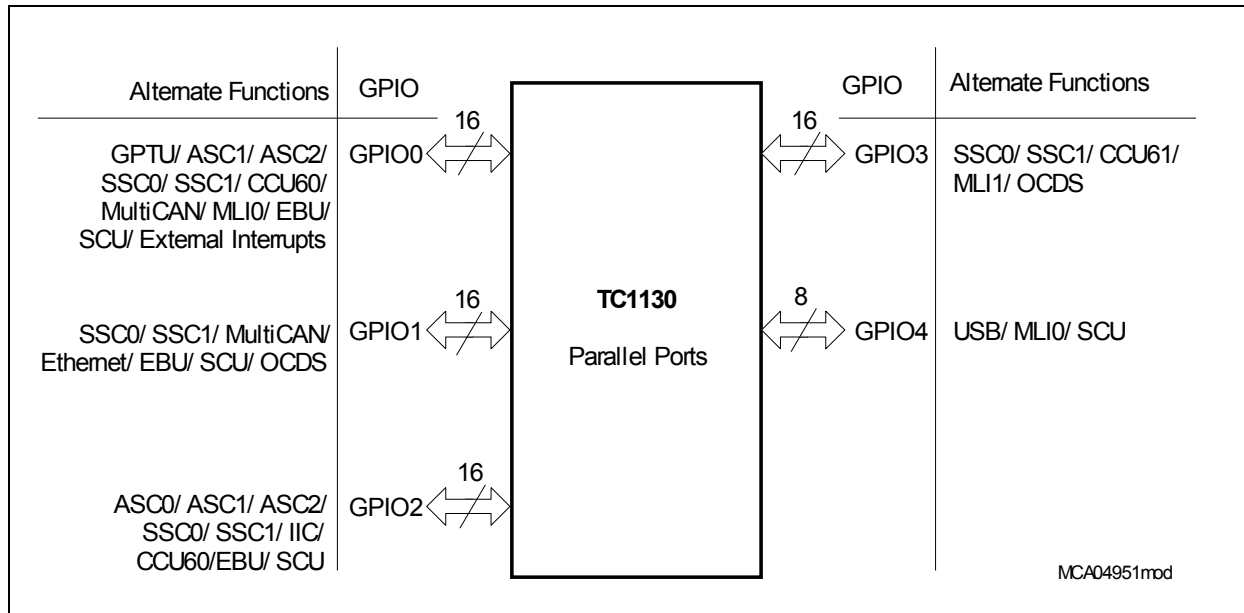 Alternate Functions
GPIO
16
GPTU/ ASC1/ ASC2/
SSC0/ SSC1/ CCU60/
MultiCAN/ MLI0/ EBU/
SCU/ External Interrupts
GPIO0
16
SSC0/ SSC1/ MultiCAN/
Ethernet/ EBU/ SCU/ OCDS
GPIO1
16
ASC0/ ASC1/ ASC2/
SSC0/ SSC1/ IIC/
CCU60/EBU/ SCU
GPIO2
TC1130
Parallel Ports
GPIO
Alternate Functions
16
GPIO3
SSC0/ SSC1/ CCU61/
MLI1/ OCDS
8
GPIO4
USB/ MLI0/ SCU
MCA04951mod